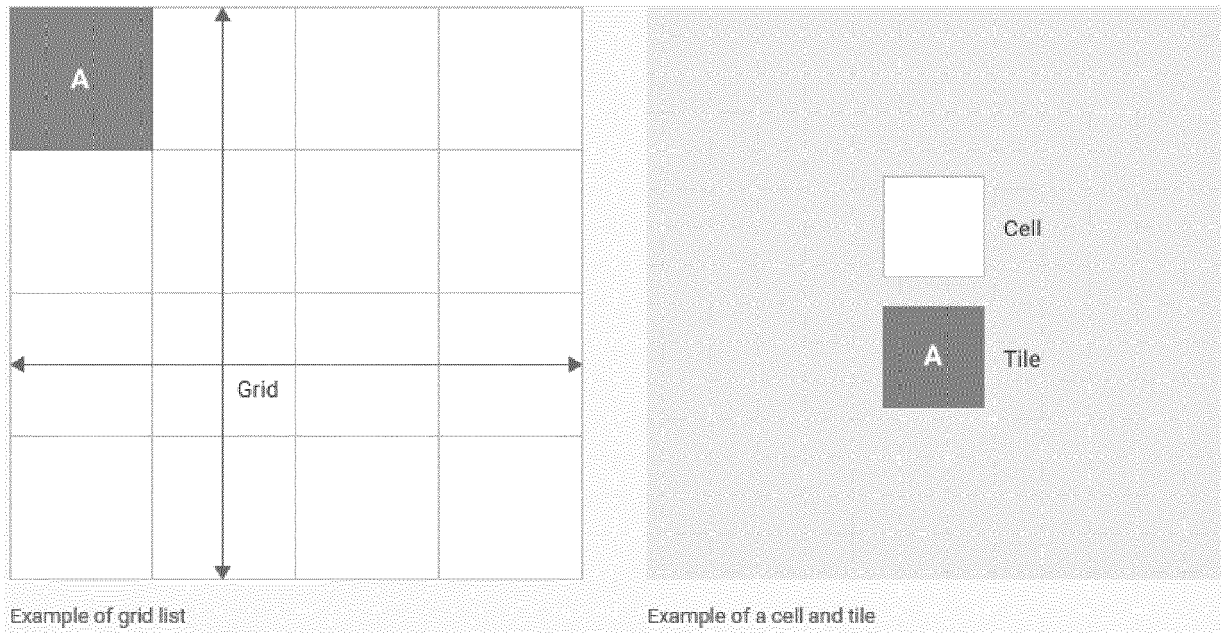 A
Grid
Example of grid list
Cell
A
Tile
Example of a cell and tile